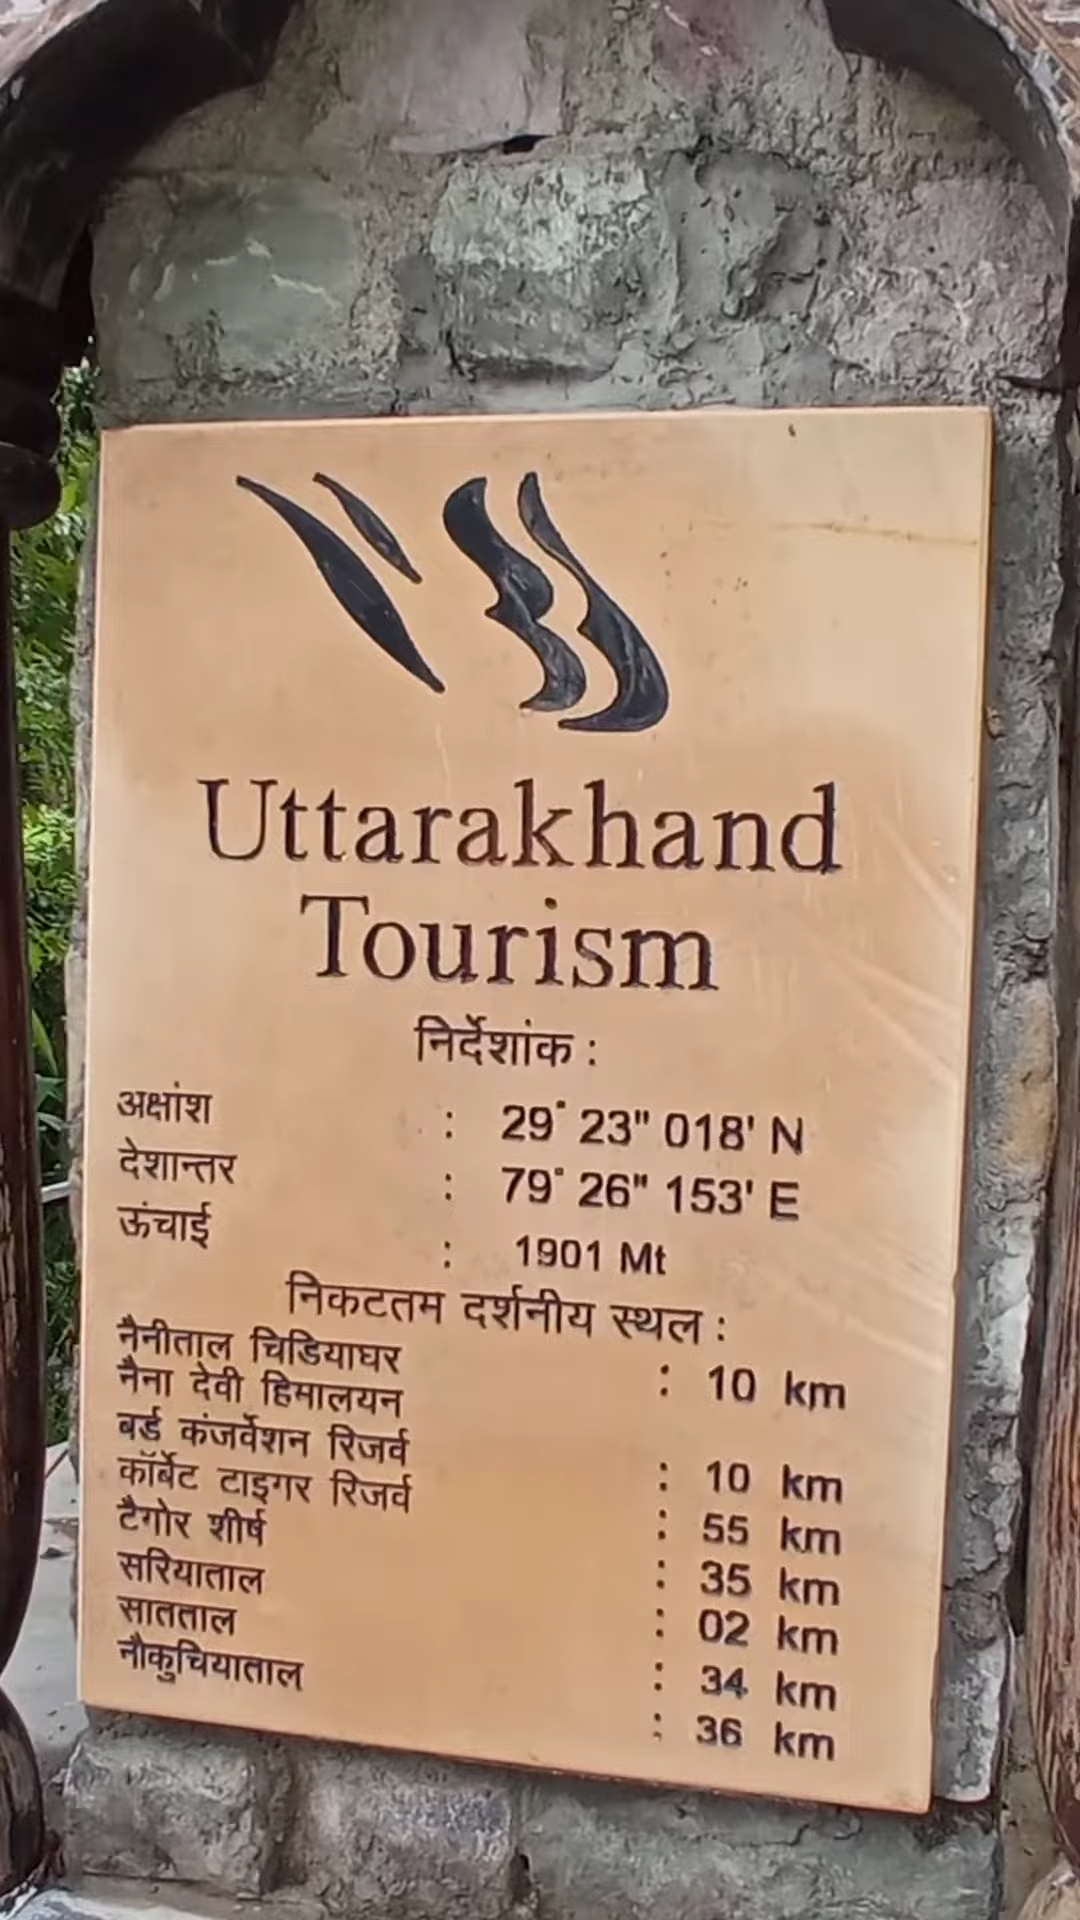 Uttarakhand
Tourism
निर्देशांक :
अक्षांश : 29° 23" 018' N
देशान्तर : 79° 26" 153' E
ऊंचाई : 1901 Mt
निकटतम दर्शनीय स्थल :
नैनीताल चिडियाघर : 10 km
नैना देवी हिमालयन
बर्ड कंजर्वेशन रिजर्व : 10 km
कॉर्बेट टाइगर रिजर्व : 55 km
टैगोर शीर्ष : 35 km
सरियाताल : 02 km
सातताल : 34 km
नौकुचियाताल : 36 km